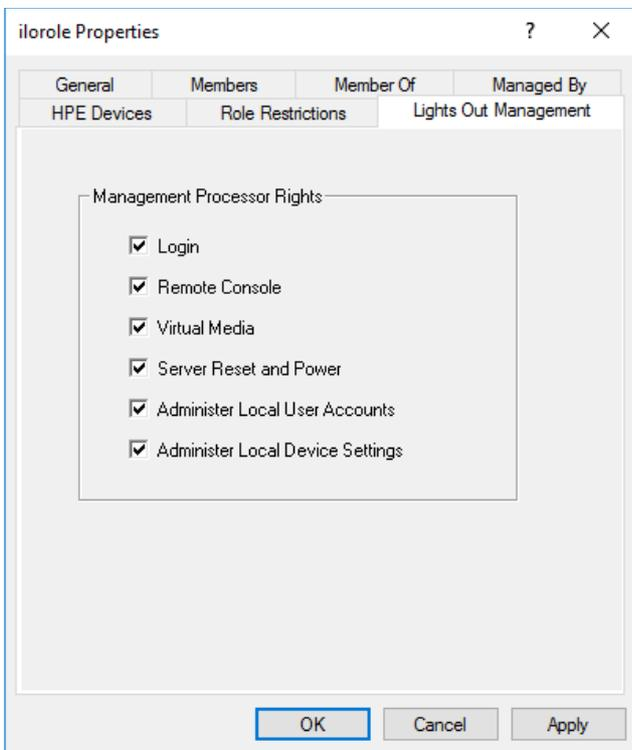 ilorole Properties ?
General Members Member Of Managed By
HPE Devices Role Restrictions Lights Out Management
Management Processor Rights
Login
Remote Console
Virtual Media
Server Reset and Power
Administer Local User Accounts
Administer Local Device Settings
OK Cancel Apply